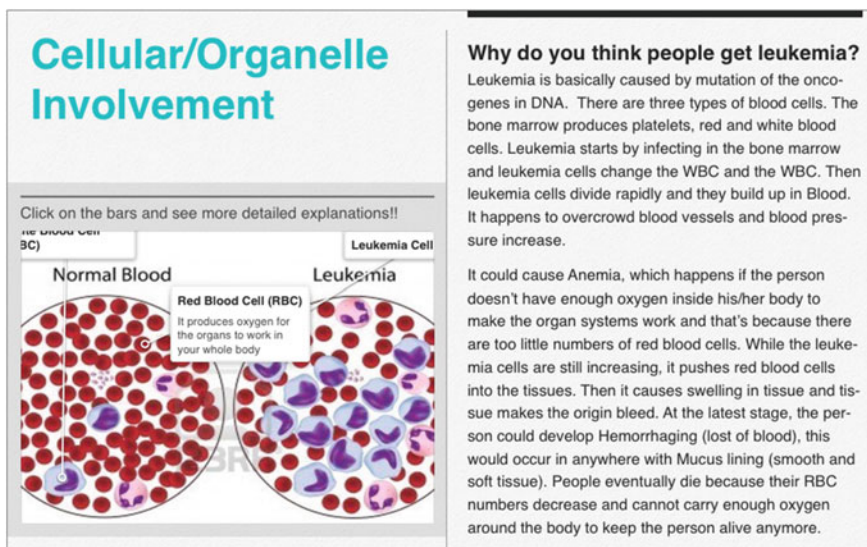 Cellular/Organelle
Involvement
Click on the bars and see more detailed explanations!!
Blood Cell
BC)
Leukemia Cell
Normal Blood
Leukemia
Red Blood Cell (RBC)
It produces oxygen for
the organs to work in
your whole body
Why do you think people get leukemia?
Leukemia is basically caused by mutation of the onco-
genes in DNA. There are three types of blood cells. The
bone marrow produces platelets, red and white blood
cells. Leukemia starts by infecting in the bone marrow
and leukemia cells change the WBC and the WBC. Then
leukemia cells divide rapidly and they build up in Blood.
It happens to overcrowd blood vessels and blood pres-
sure increase.
It could cause Anemia, which happens if the person
doesn't have enough oxygen inside his/her body to
make the organ systems work and that's because there
are too little numbers of red blood cells. While the leuke-
mia cells are still increasing, it pushes red blood cells
into the tissues. Then it causes swelling in tissue and tis-
sue makes the origin bleed. At the latest stage, the per-
son could develop Hemorrhaging (lost of blood), this
would occur in anywhere with Mucus lining (smooth and
soft tissue). People eventually die because their RBC
numbers decrease and cannot carry enough oxygen
around the body to keep the person alive anymore.